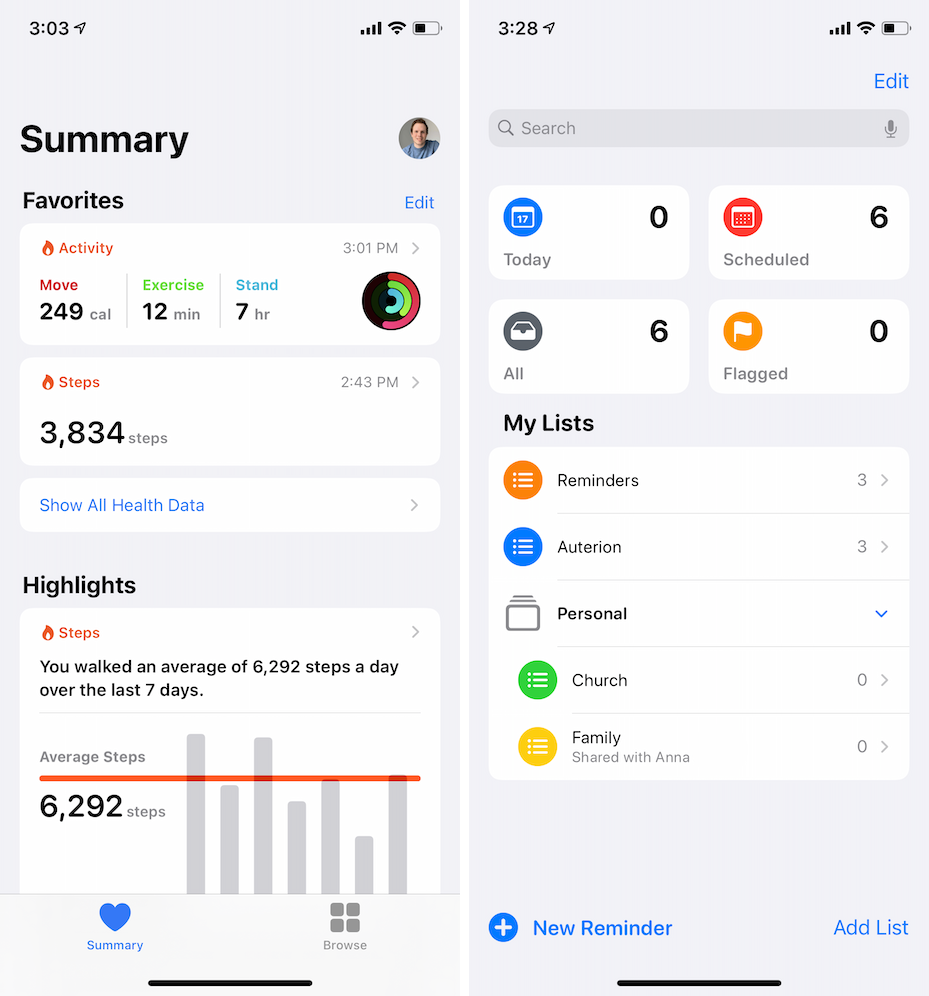 3:03
Summary
Favorites
Edit
Activity
3:01 PM
Move
Exercise
Stand
249 cal
12 min
7 hr
Steps
2:43 PM
3,834 steps
Show All Health Data
Highlights
Steps
You walked an average of 6,292 steps a day
over the last 7 days.
Average Steps
6,292 steps
Summary
Browse
3:28
Edit
Search
17
0
Today
6
Scheduled
6
All
0
Flagged
My Lists
Reminders
3
Auterion
3
Personal
Church
0
Family
Shared with Anna
0
New Reminder
Add List